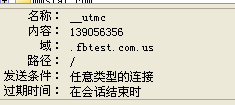 名称： __utmc
内容： 139056356
域： .fbtest.com.us
路径： /
发送条件： 任意类型的连接
过期时间： 在会话结束时